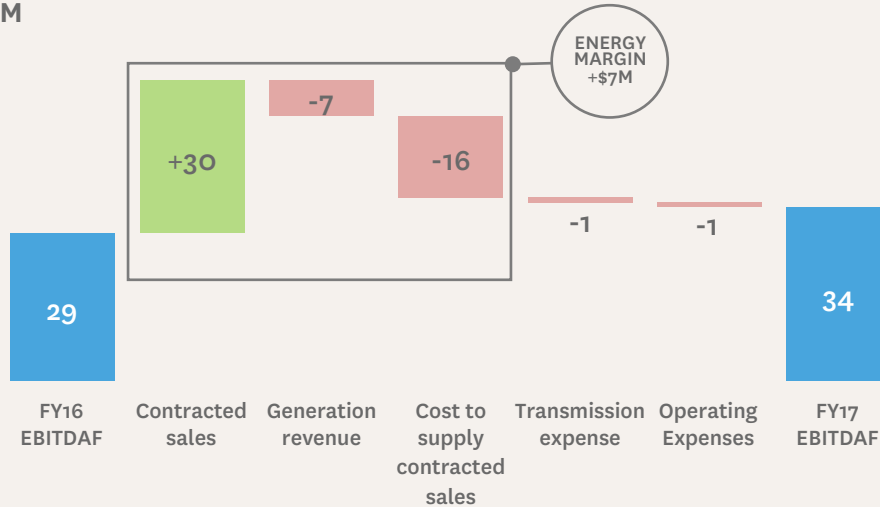 M
ENERGY
MARGIN
+$7M
+30
-7
-16
-1
-1
29
34
FY16
EBITDAF
Contracted
sales
Generation
revenue
Cost to
supply
contracted
sales
Transmission
expense
Operating
Expenses
FY17
EBITDAF